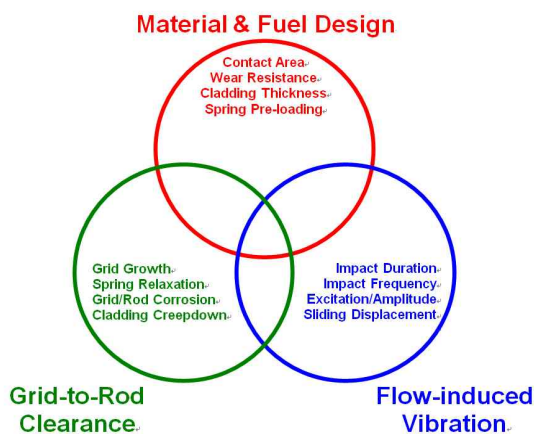 Material & Fuel Design
Contact Area
Wear Resistance
Cladding Thickness
Spring Pre-loading
Grid Growth
Spring Relaxation
Grid/Rod Corrosion
Cladding Creepdown
Impact Duration
Impact Frequency
Excitation/Amplitude
Sliding Displacement
Grid-to-Rod
Clearance
Flow-induced
Vibration